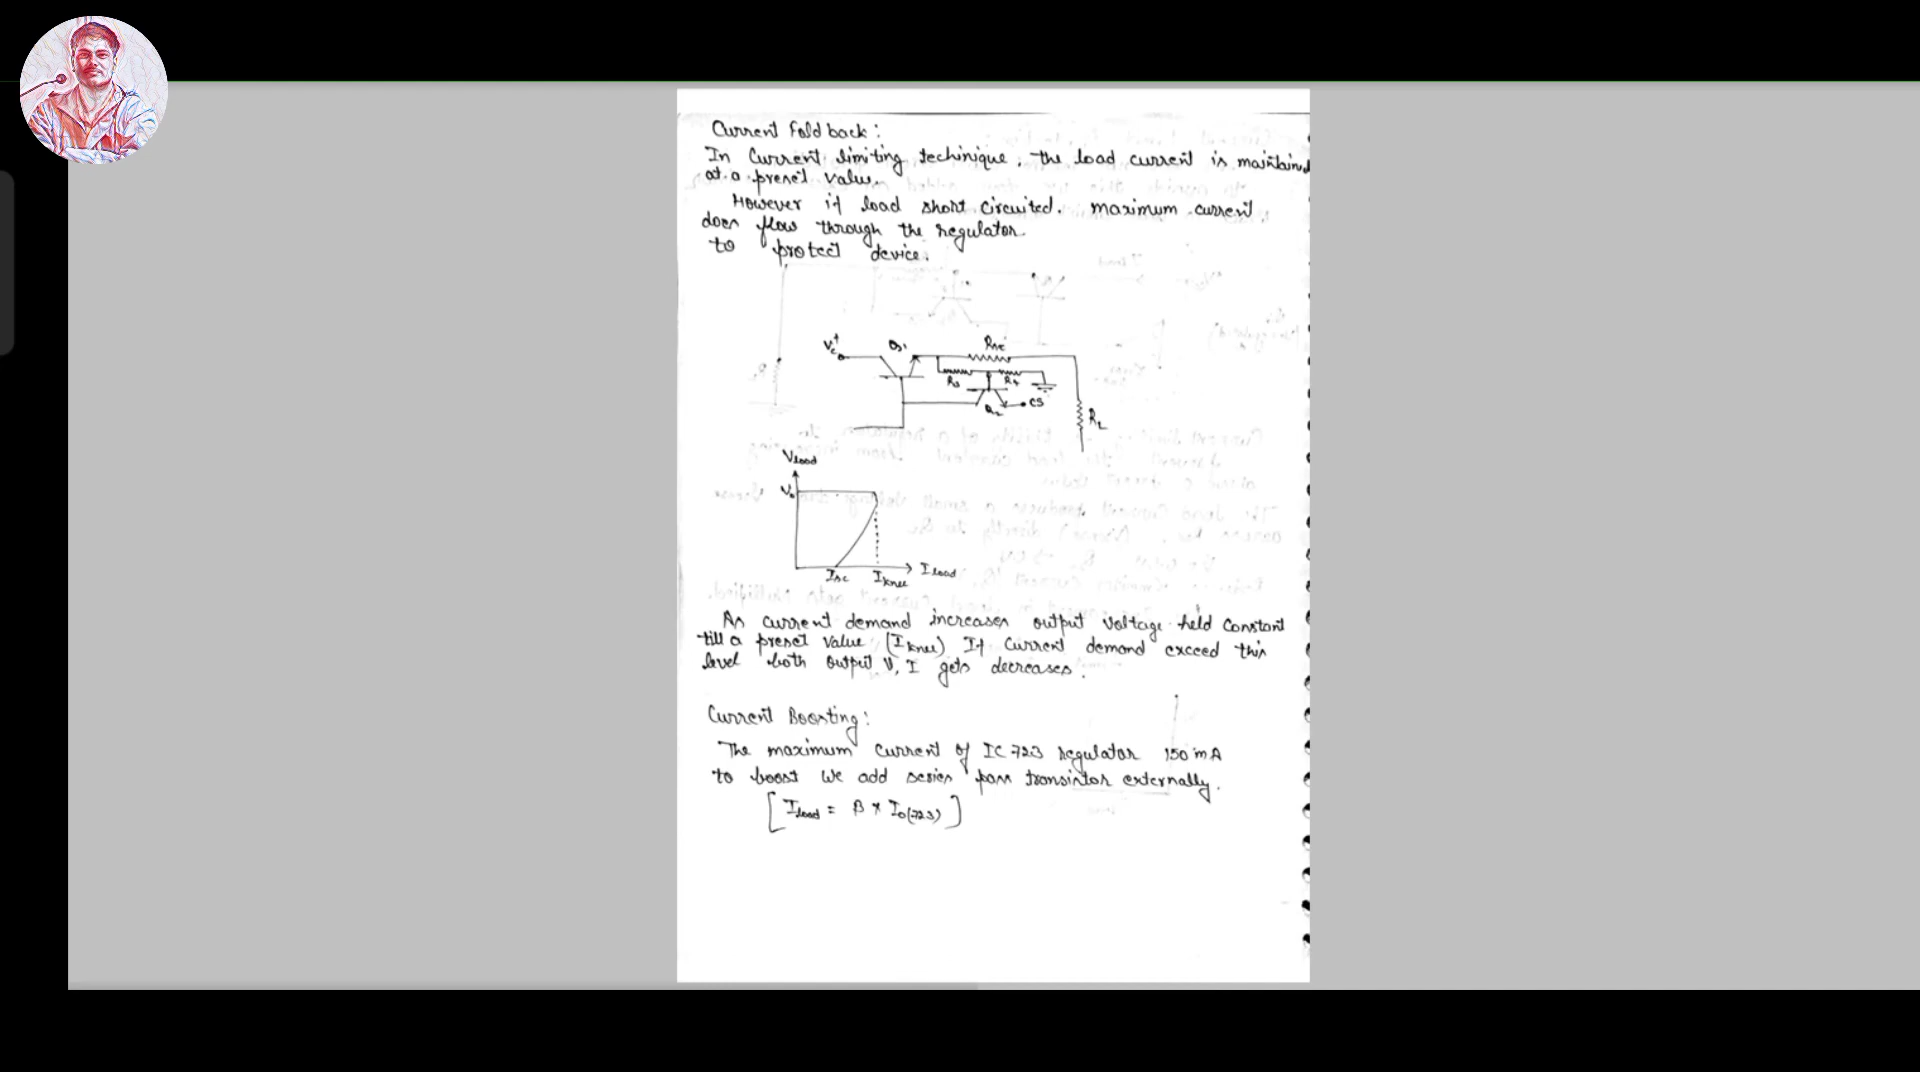 Current Fold back:
In Current limiting techinique, the load current is maintained
at a preset value.
However if load short circuited. maximum current
does flow through the regulator.
to protect device.
Vc+ Q1 Rsc
R3 R4
Q2 CS
RL
Vload
Vo
Isc Iknee Iload
As current demand increases output voltage held constant
till a preset value (Iknee) If current demand exceed this
level both output V, I gets decreases.
Current Boosting:
The maximum current of IC 723 regulator 150 mA
to boost we add series pass transistor externally.
[Iload = β × Io(723)]